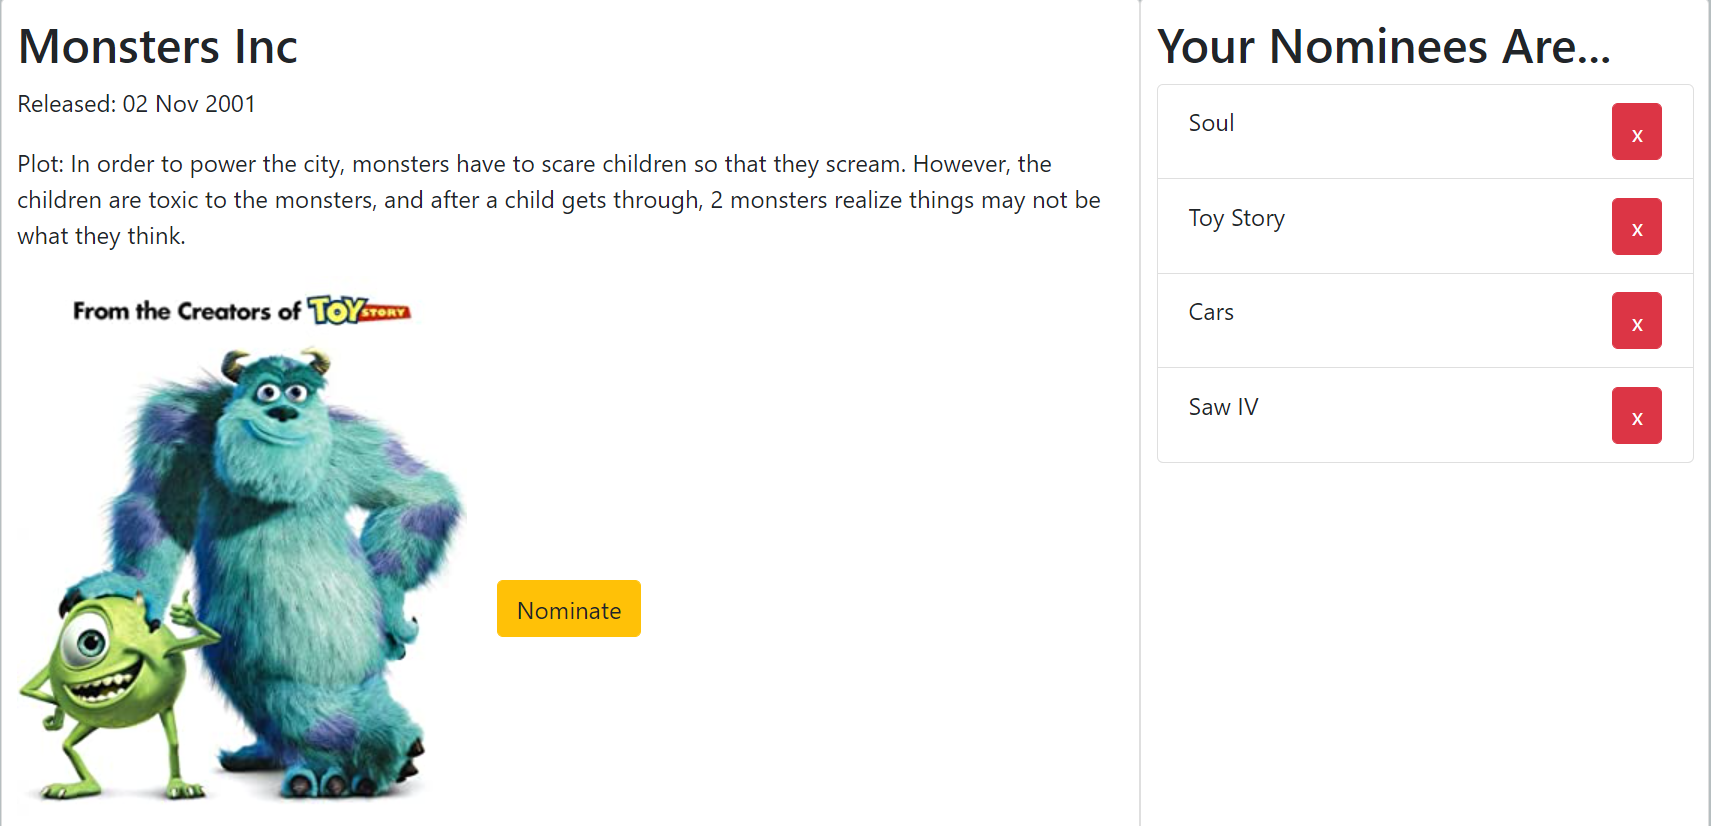 Monsters Inc
Released: 02 Nov 2001
Plot: In order to power the city, monsters have to scare children so that they scream. However, the
children are toxic to the monsters, and after a child gets through, 2 monsters realize things may not be
what they think.
From the Creators of TOY STORY
Nominate
Your Nominees Are...
Soul
x
Toy Story
x
Cars
x
Saw IV
x